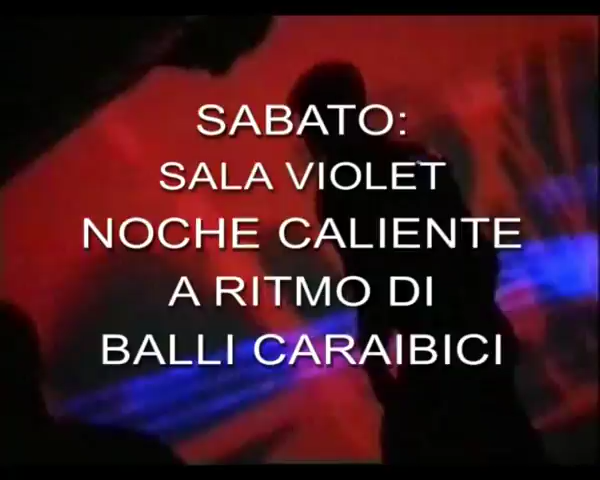 SABATO:
SALA VIOLET
NOCHE CALIENTE
A RITMO DI
BALLI CARAIBICI